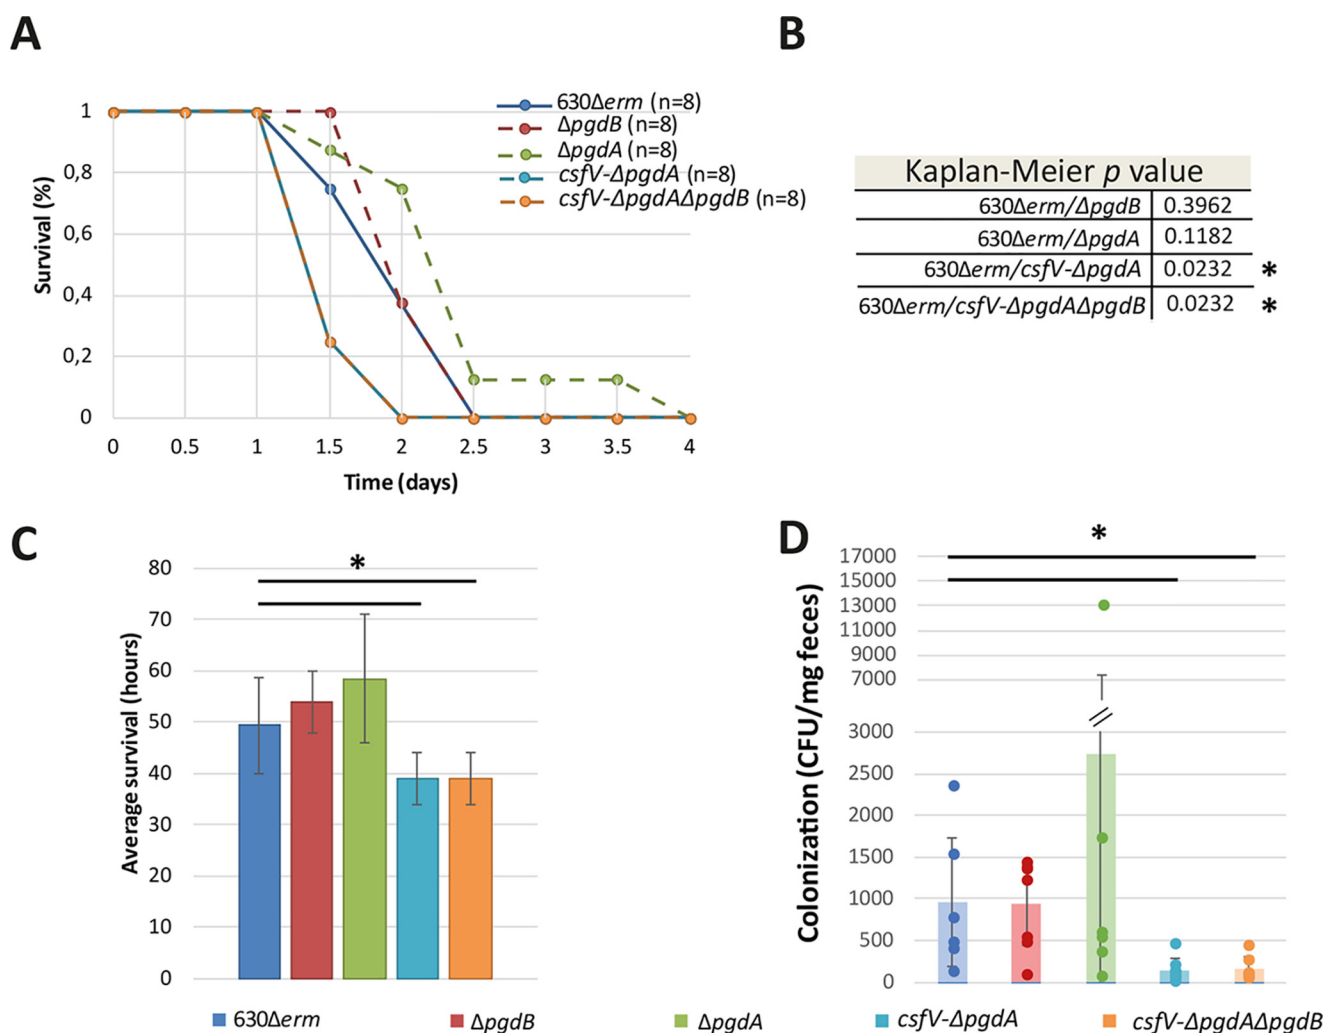 A
Survival (%)
1
0,8
0,6
0,4
0,2
0
0 0.5 1 1.5 2 2.5 3 3.5 4
Time (days)
630Δerm (n=8)
ΔpgdB (n=8)
ΔpgdA (n=8)
csfV-ΔpgdA (n=8)
csfV-ΔpgdAΔpgdB (n=8)
B
Kaplan-Meier p value
630Δerm/ΔpgdB 0.3962
630Δerm/ΔpgdA 0.1182
630Δerm/csfV-ΔpgdA 0.0232 *
630Δerm/csfV-ΔpgdAΔpgdB 0.0232 *
C
Average survival (hours)
80
70
60
50
40
30
20
10
0
*
D
Colonization (CFU/mg feces)
17000
15000
13000
11000
9000
7000
3000
2500
2000
1500
1000
500
0
*
630Δerm ΔpgdB ΔpgdA csfV-ΔpgdA csfV-ΔpgdAΔpgdB